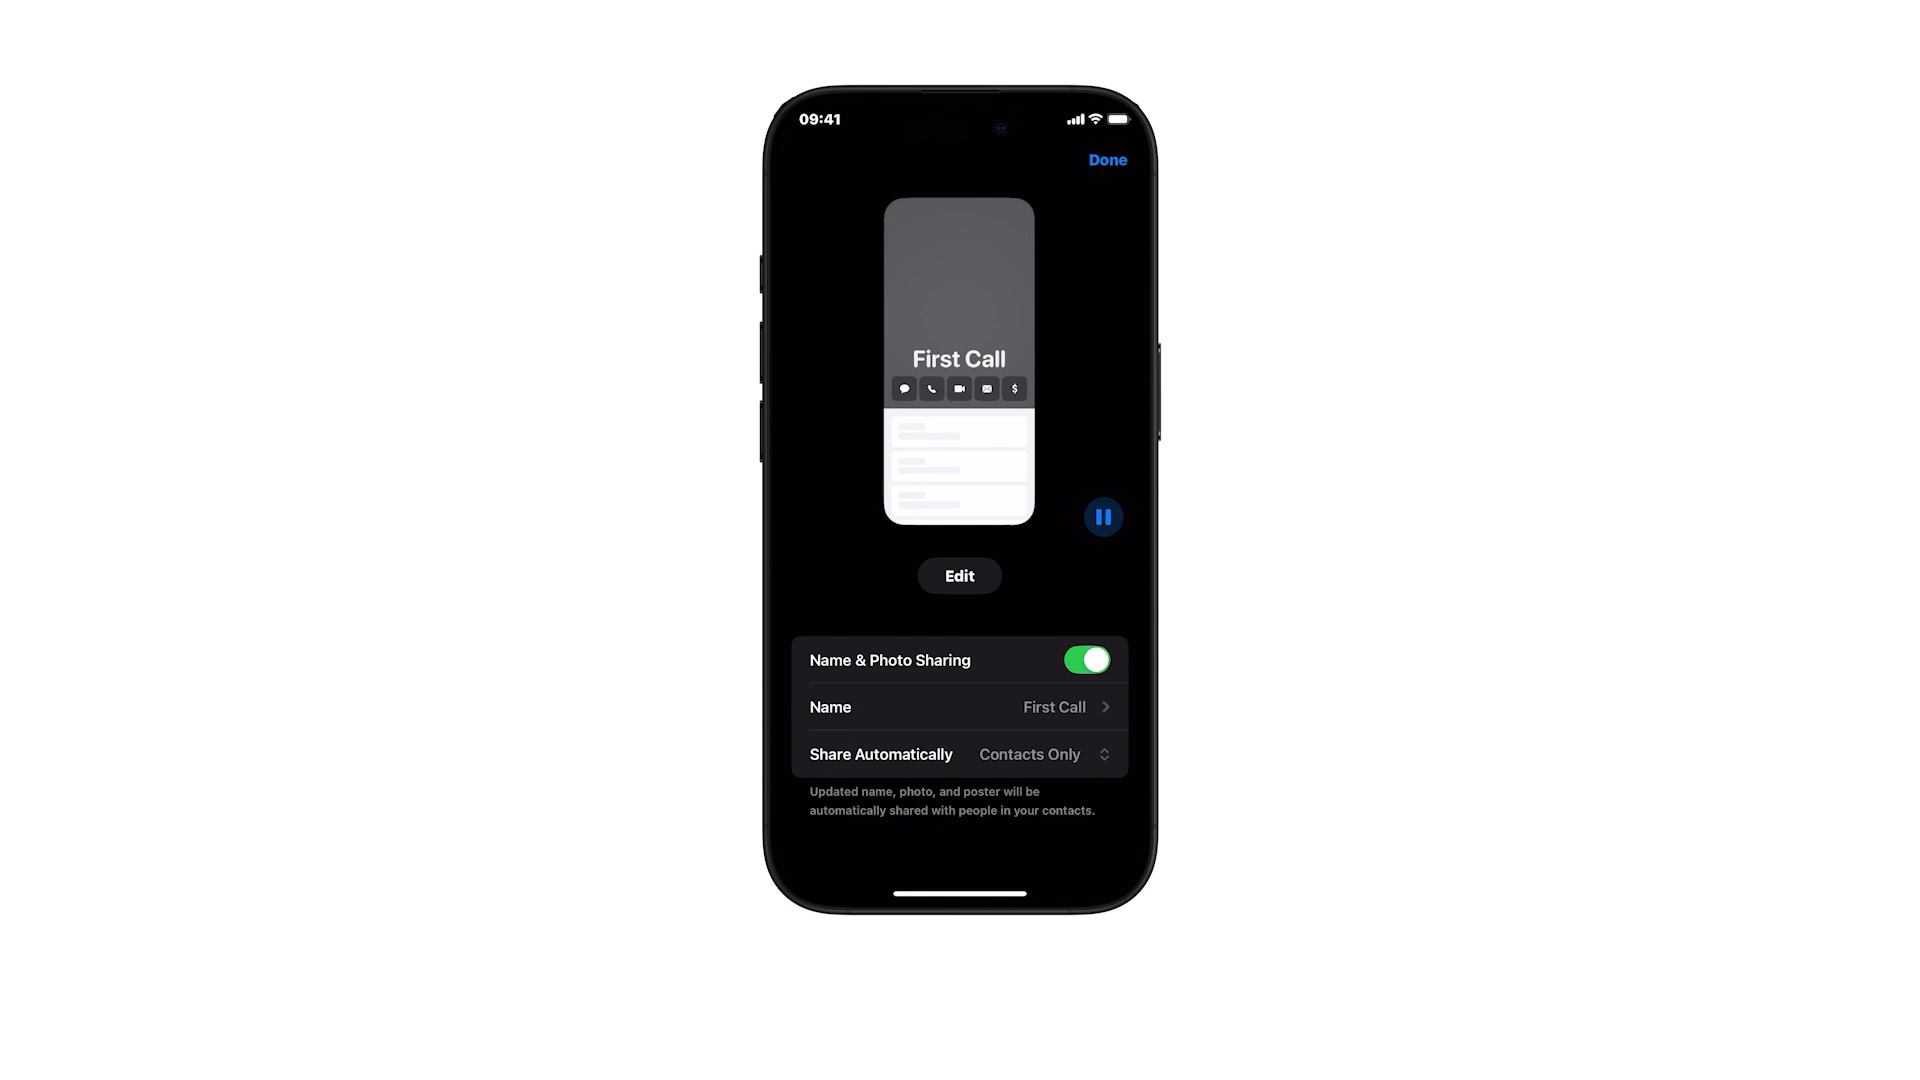 09:41
Done
First Call
$
Edit
Name & Photo Sharing
Name First Call
Share Automatically Contacts Only
Updated name, photo, and poster will be
automatically shared with people in your contacts.